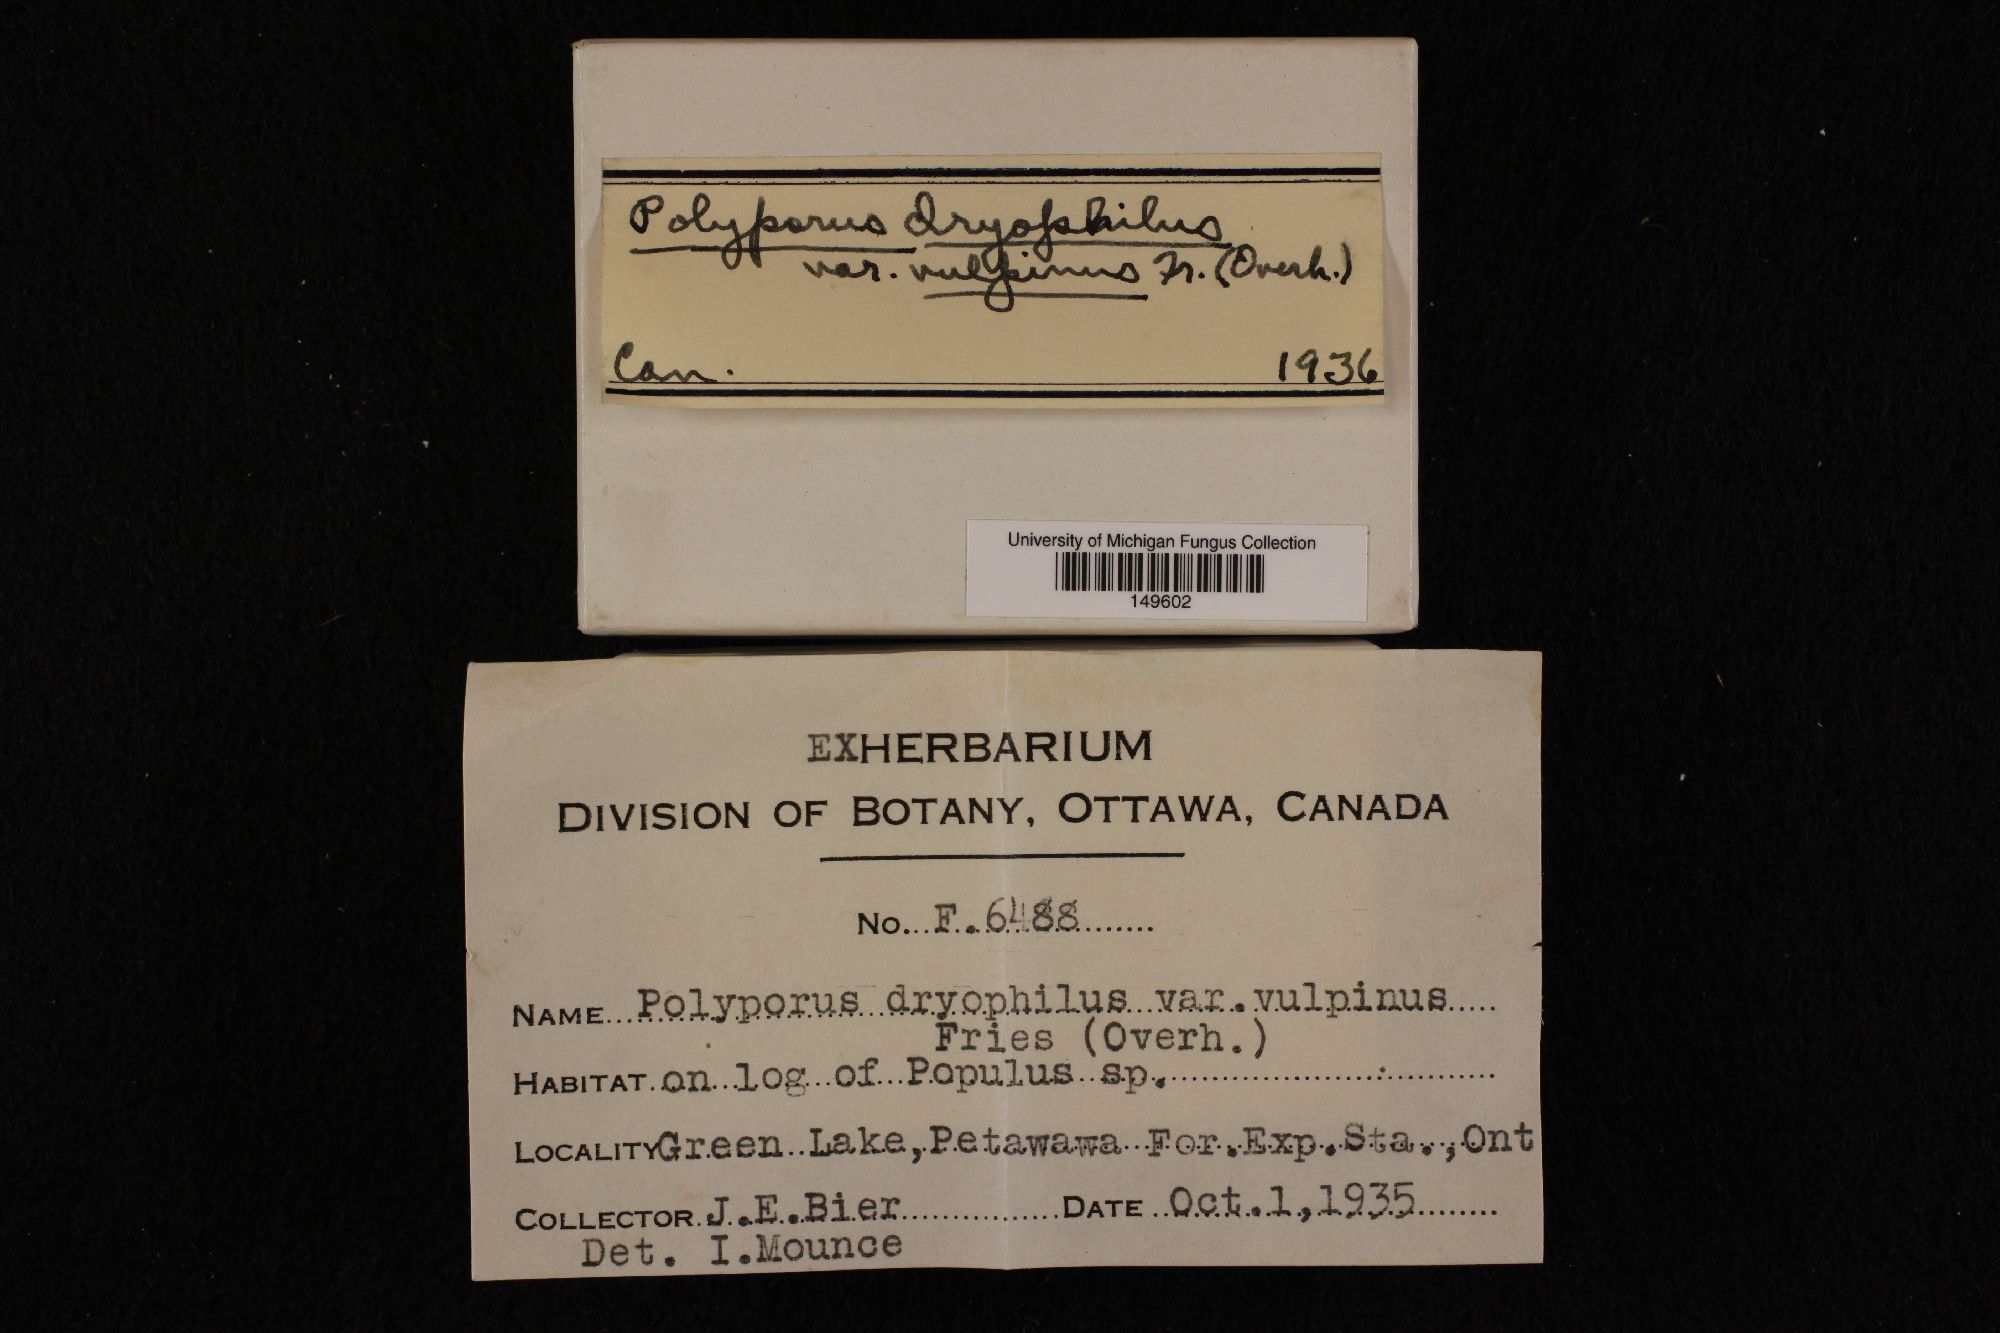 Polyporus dryophilus
var. vulpinus Fr. (Overh.)
Can. 1936
University of Michigan Fungus Collection
149602
EXHERBARIUM
DIVISION OF BOTANY, OTTAWA, CANADA
No. F.6488
NAME Polyporus dryophilus var.vulpinus
Fries (Overh.)
HABITAT on log of Populus sp.
LOCALITY Green Lake,Petawawa For.Exp.Sta.,Ont
COLLECTOR J.E.Bier DATE Oct.1,1935
Det. I.Mounce